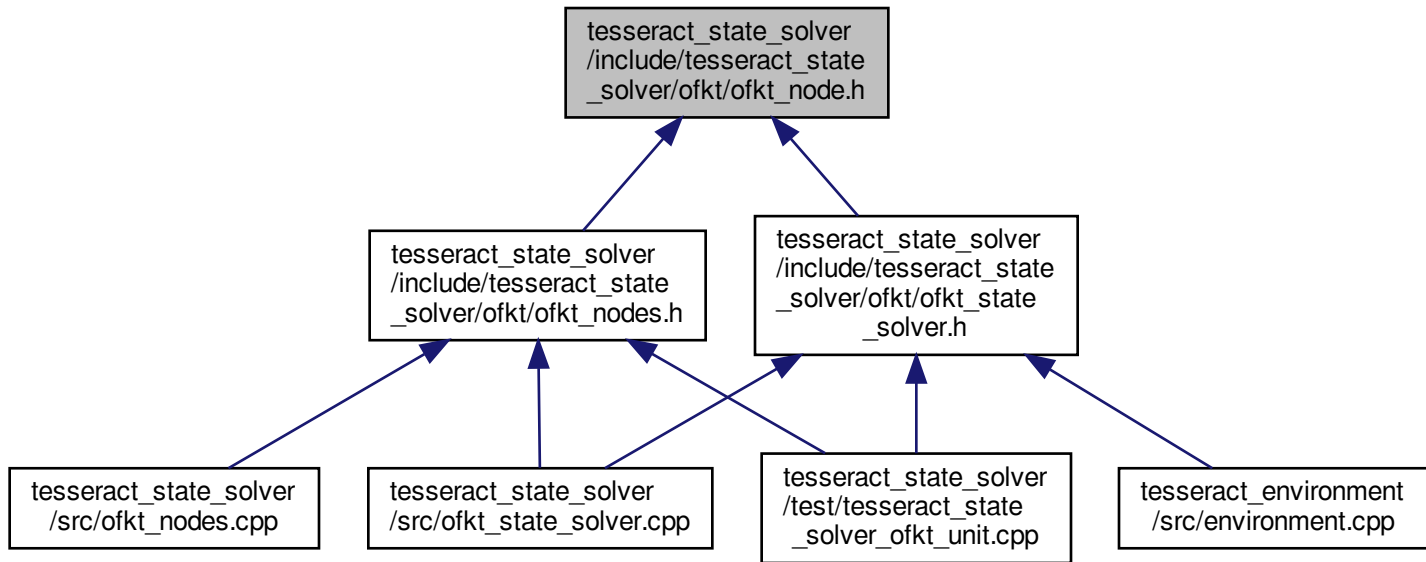 tesseract_state_solver
/include/tesseract_state
_solver/ofkt/ofkt_node.h
tesseract_state_solver
/include/tesseract_state
_solver/ofkt/ofkt_nodes.h
tesseract_state_solver
/include/tesseract_state
_solver/ofkt/ofkt_state
_solver.h
tesseract_state_solver
/src/ofkt_nodes.cpp
tesseract_state_solver
/src/ofkt_state_solver.cpp
tesseract_state_solver
/test/tesseract_state
_solver_ofkt_unit.cpp
tesseract_environment
/src/environment.cpp